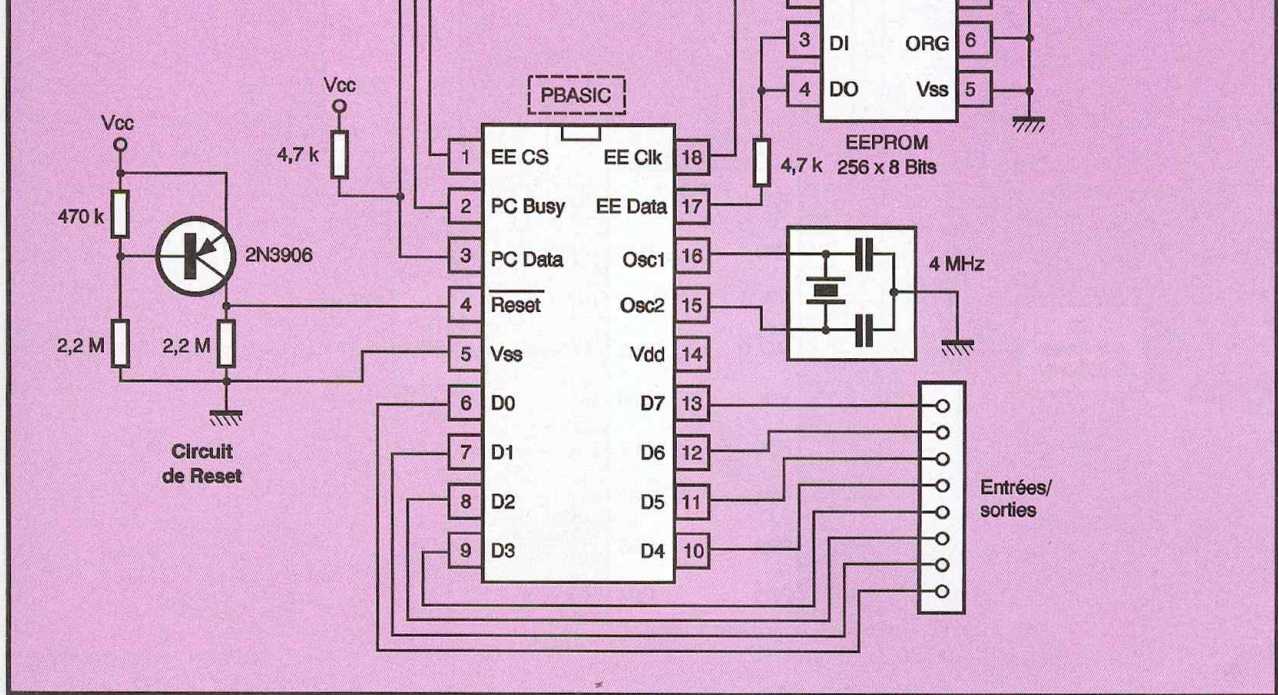 3 DI ORG 6
4 DO Vss 5
EEPROM
256 x 8 Bits
4,7 k
PBASIC
Vcc
4,7 k
Vcc
470 k
2N3906
2,2 M
2,2 M
Circuit
de Reset
1 EE CS EE Clk 18
2 PC Busy EE Data 17
3 PC Data Osc1 16
4 Reset Osc2 15
5 Vss Vdd 14
6 D0 D7 13
7 D1 D6 12
8 D2 D5 11
9 D3 D4 10
4 MHz
Entrées/
sorties